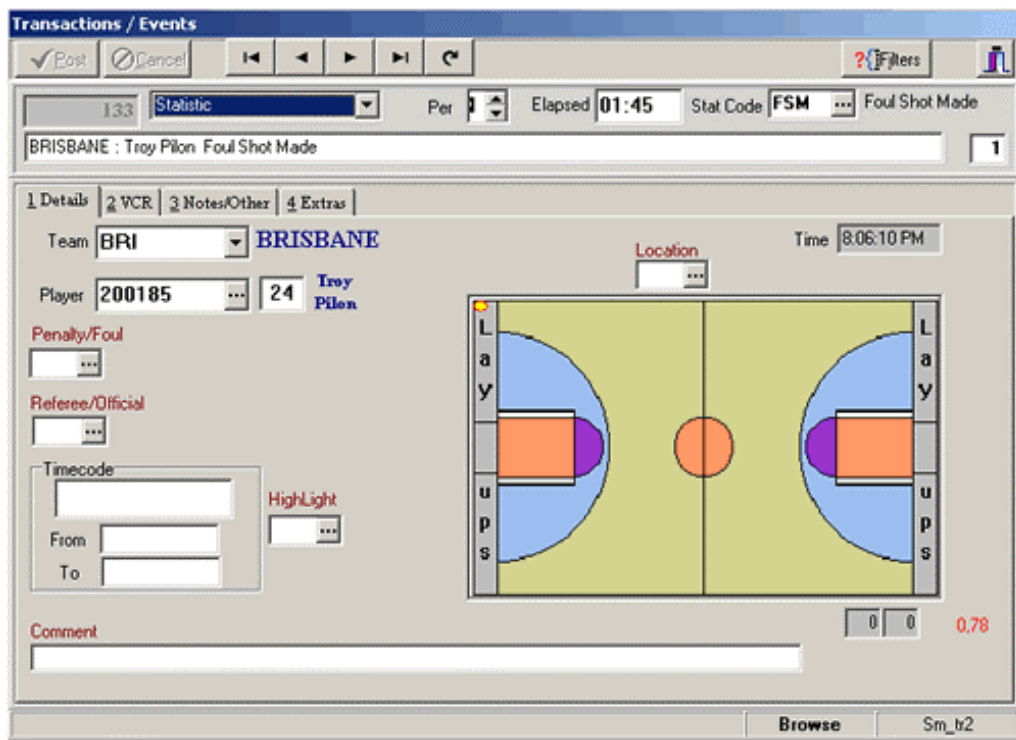 Transactions / Events
Post Cancel ?{}Filters
133 Statistic Per Elapsed 01:45 Stat Code FSM ... Foul Shot Made
BRISBANE : Troy Pilon Foul Shot Made 1
1 Details 2 VCR 3 Notes/Other 4 Extras
Team BRI BRISBANE Time 8:06:10 PM
Location
...
Player 200185 ... 24 Troy Pilon
Penalty/Foul
...
Referee/Official
...
Timecode
HighLight
...
From
To
Lay ups
Lay ups
0 0 0,78
Comment
Browse Sm_tr2